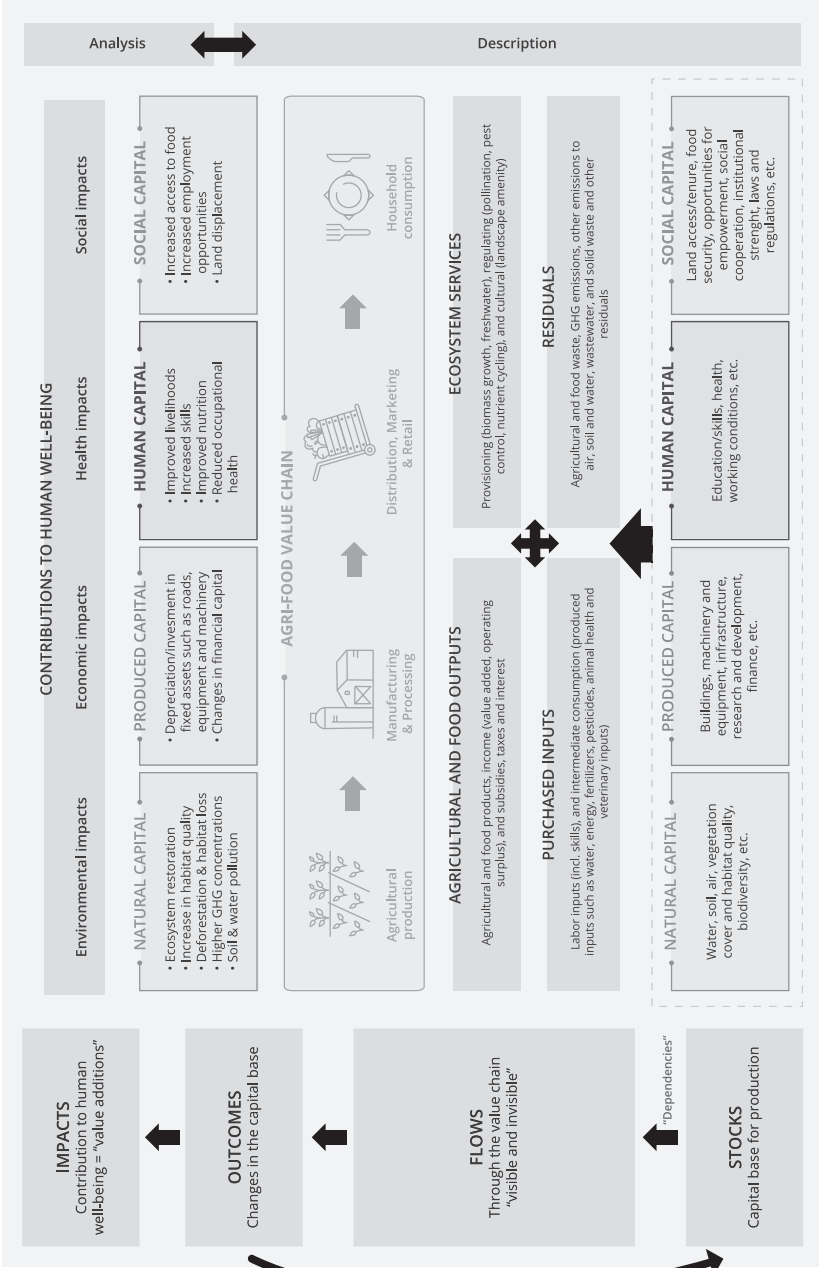 IMPACTS
Contribution to human
well-being = "value additions"
CONTRIBUTIONS TO HUMAN WELL-BEING
Environmental impacts
Economic impacts
Health impacts
Social impacts
Analysis
OUTCOMES
Changes in the capital base
NATURAL CAPITAL
• Ecosystem restoration
• Increase in habitat quality
• Deforestation & habitat loss
• Higher GHG concentrations
• Soil & water pollution
PRODUCED CAPITAL
• Depreciation/invesment in
fixed assets such as roads,
equipment and machinery
• Changes in financial capital
HUMAN CAPITAL
• Improved livelihoods
• Increased skills
• Improved nutrition
• Reduced occupational
health
SOCIAL CAPITAL
• Increased access to food
• Increased employment
opportunities
• Land displacement
FLOWS
Through the value chain
"visible and invisible"
AGRI-FOOD VALUE CHAIN
Agricultural
production
Manufacturing
& Processing
Distribution, Marketing
& Retail
Household
consumption
Description
AGRICULTURAL AND FOOD OUTPUTS
Agricultural and food products, income (value added, operating
surplus), and subsidies, taxes and interest
ECOSYSTEM SERVICES
Provisioning (biomass growth, freshwater), regulating (pollination, pest
control, nutrient cycling), and cultural (landscape amenity)
PURCHASED INPUTS
Labor inputs (incl. skills), and intermediate consumption (produced
inputs such as water, energy, fertilizers, pesticides, animal health and
veterinary inputs)
RESIDUALS
Agricultural and food waste, GHG emissions, other emissions to
air, soil and water, wastewater, and solid waste and other
residuals
"Dependencies"
STOCKS
Capital base for production
NATURAL CAPITAL
Water, soil, air, vegetation
cover and habitat quality,
biodiversity, etc.
PRODUCED CAPITAL
Buildings, machinery and
equipment, infrastructure,
research and development,
finance, etc.
HUMAN CAPITAL
Education/skills, health,
working conditions, etc.
SOCIAL CAPITAL
Land access/tenure, food
security, opportunities for
empowerment, social
cooperation, institutional
strenght, laws and
regulations, etc.